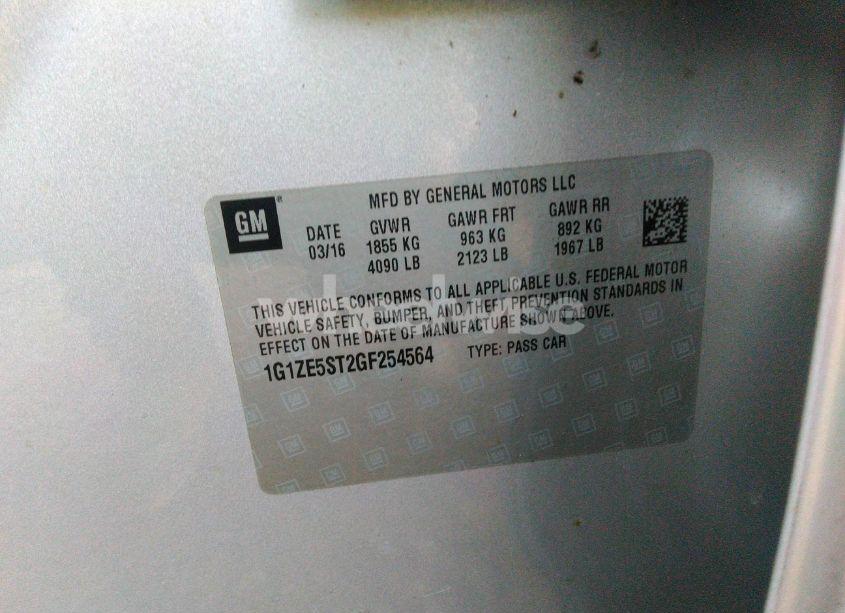 GM
MFD BY GENERAL MOTORS LLC
DATE GVWR GAWR FRT GAWR RR
03/16 1855 KG 963 KG 892 KG
4090 LB 2123 LB 1967 LB
THIS VEHICLE CONFORMS TO ALL APPLICABLE U.S. FEDERAL MOTOR
VEHICLE SAFETY, BUMPER, AND THEFT PREVENTION STANDARDS IN
EFFECT ON THE DATE OF MANUFACTURE SHOWN ABOVE.
1G1ZE5ST2GF254564 TYPE: PASS CAR